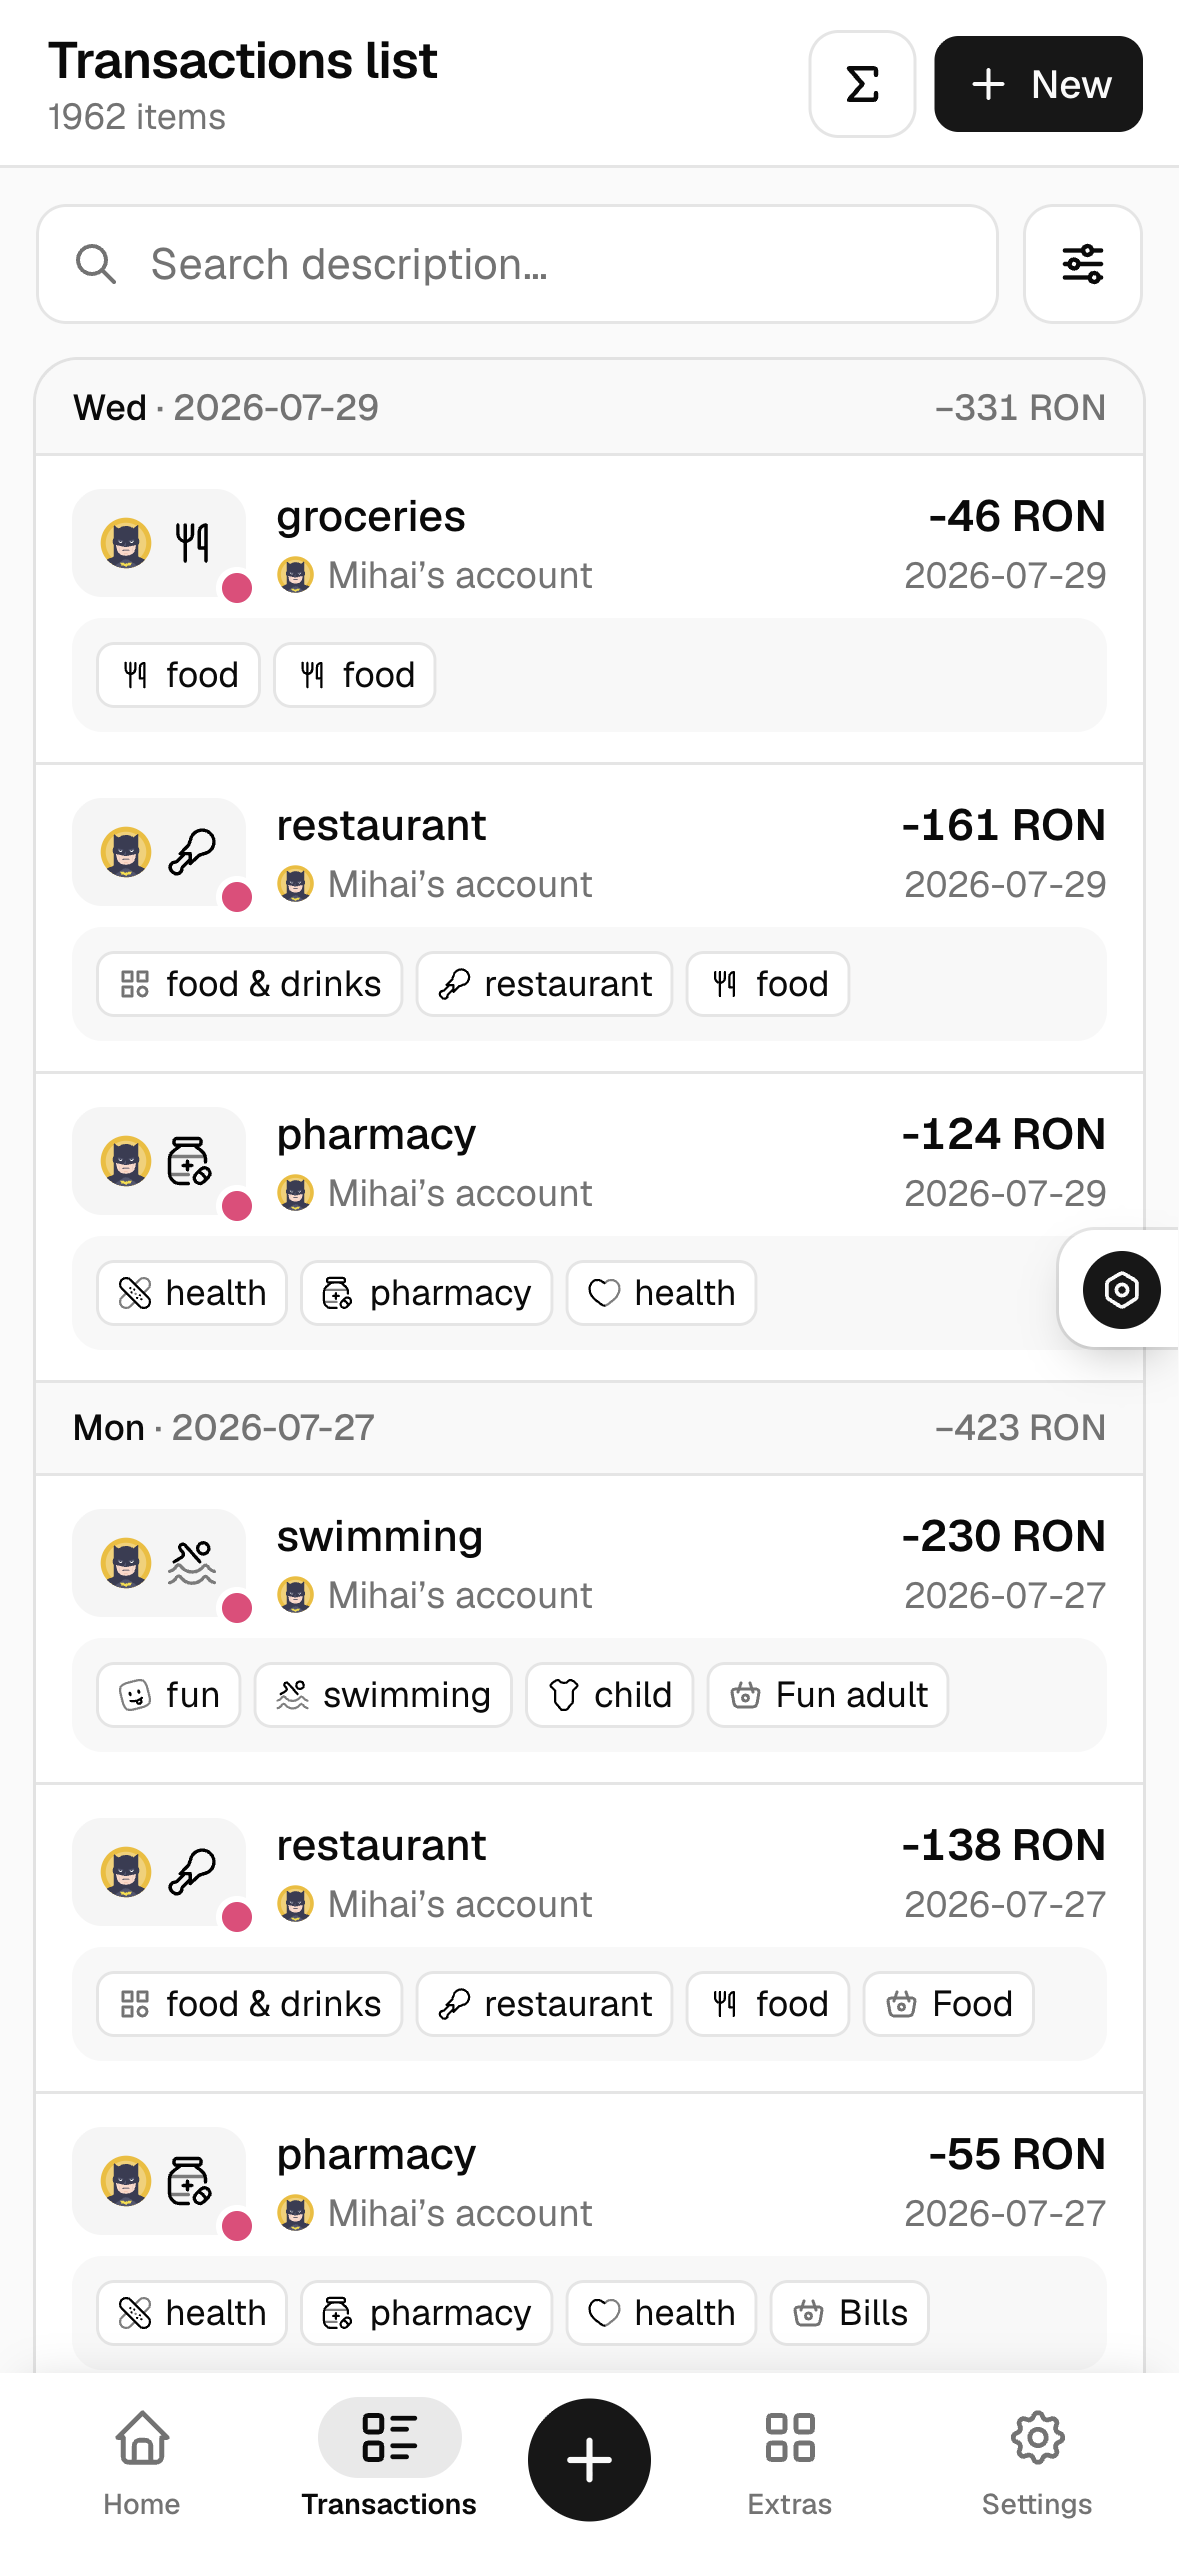 Transactions list
1962 items
New
Search description...
Wed · 2026-07-29 −331 RON
groceries -46 RON
Mihai's account 2026-07-29
food food
restaurant -161 RON
Mihai's account 2026-07-29
food & drinks restaurant food
pharmacy -124 RON
Mihai's account 2026-07-29
health pharmacy health
Mon · 2026-07-27 −423 RON
swimming -230 RON
Mihai's account 2026-07-27
fun swimming child Fun adult
restaurant -138 RON
Mihai's account 2026-07-27
food & drinks restaurant food Food
pharmacy -55 RON
Mihai's account 2026-07-27
health pharmacy health Bills
Home Transactions Extras Settings